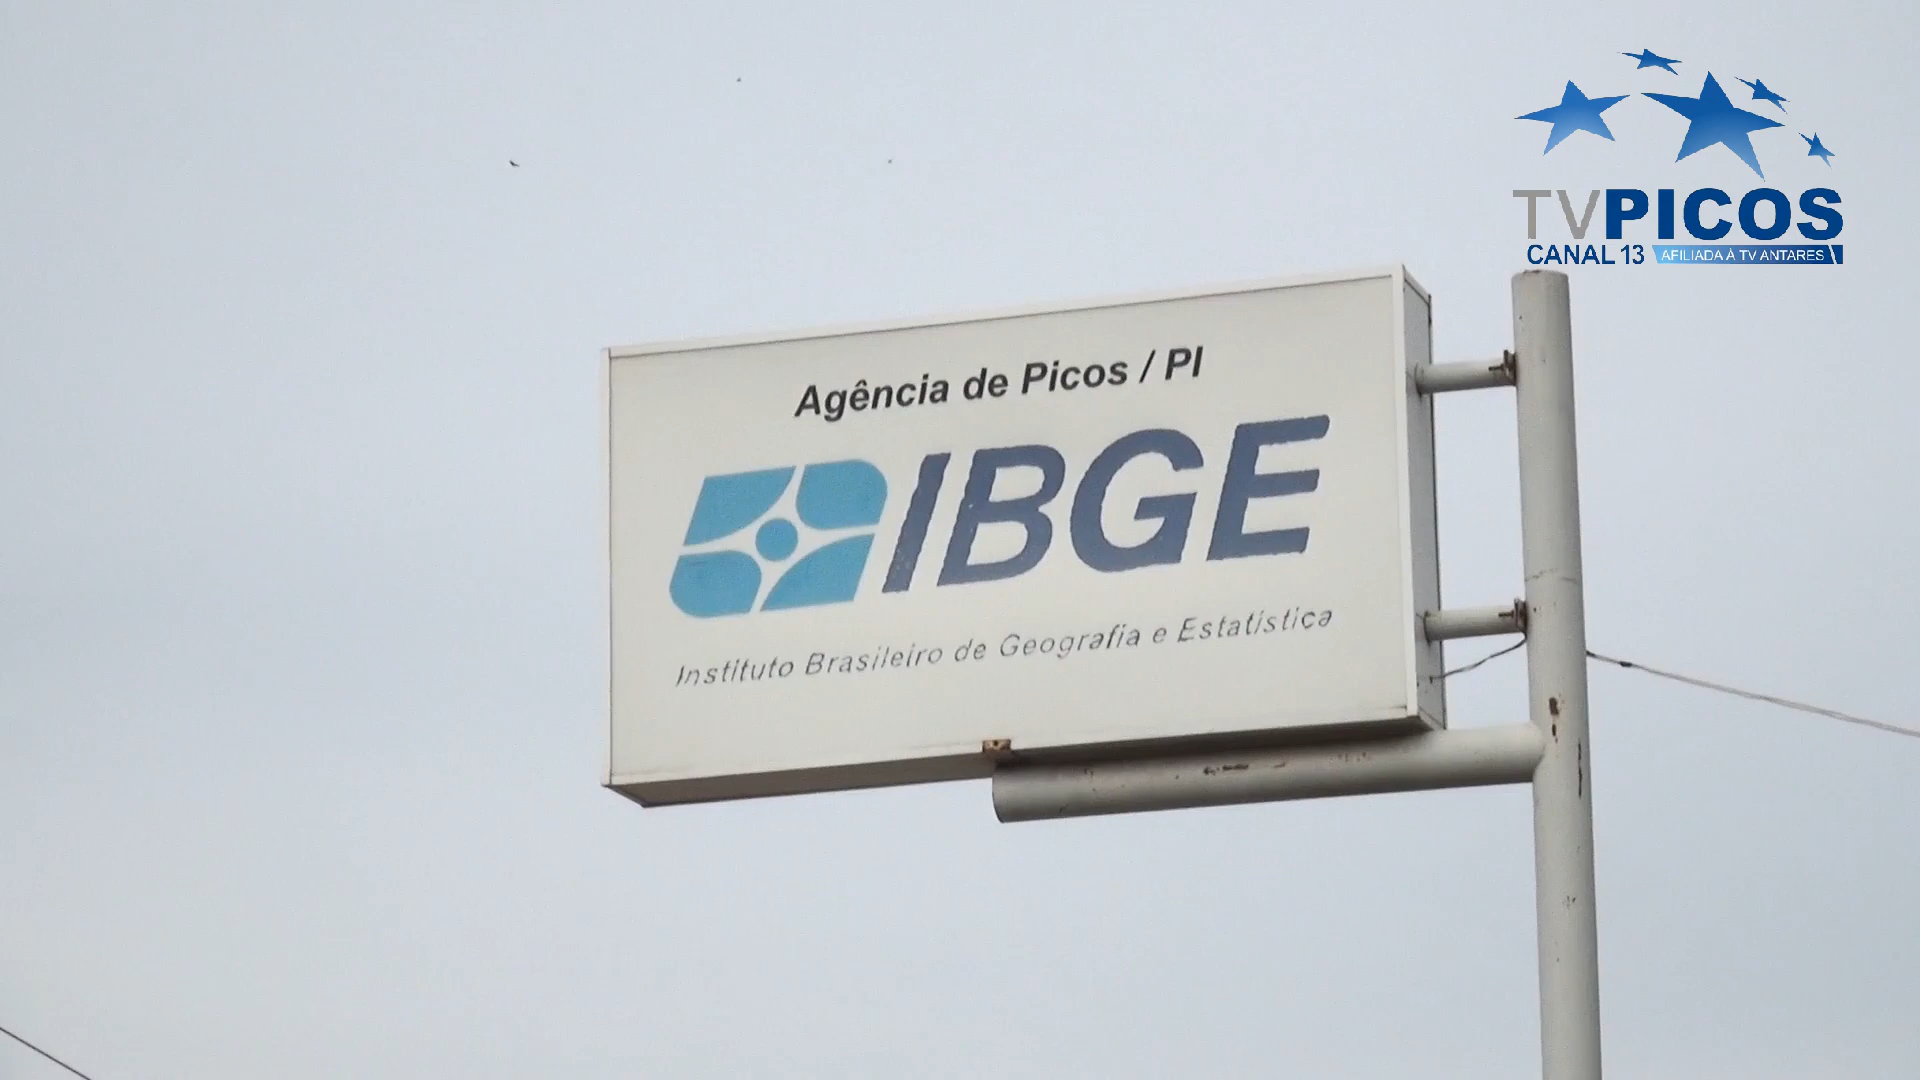 TVPICOS
CANAL 13 AFILIADA À TV ANTARES
Agência de Picos / PI
IBGE
Instituto Brasileiro de Geografia e Estatística